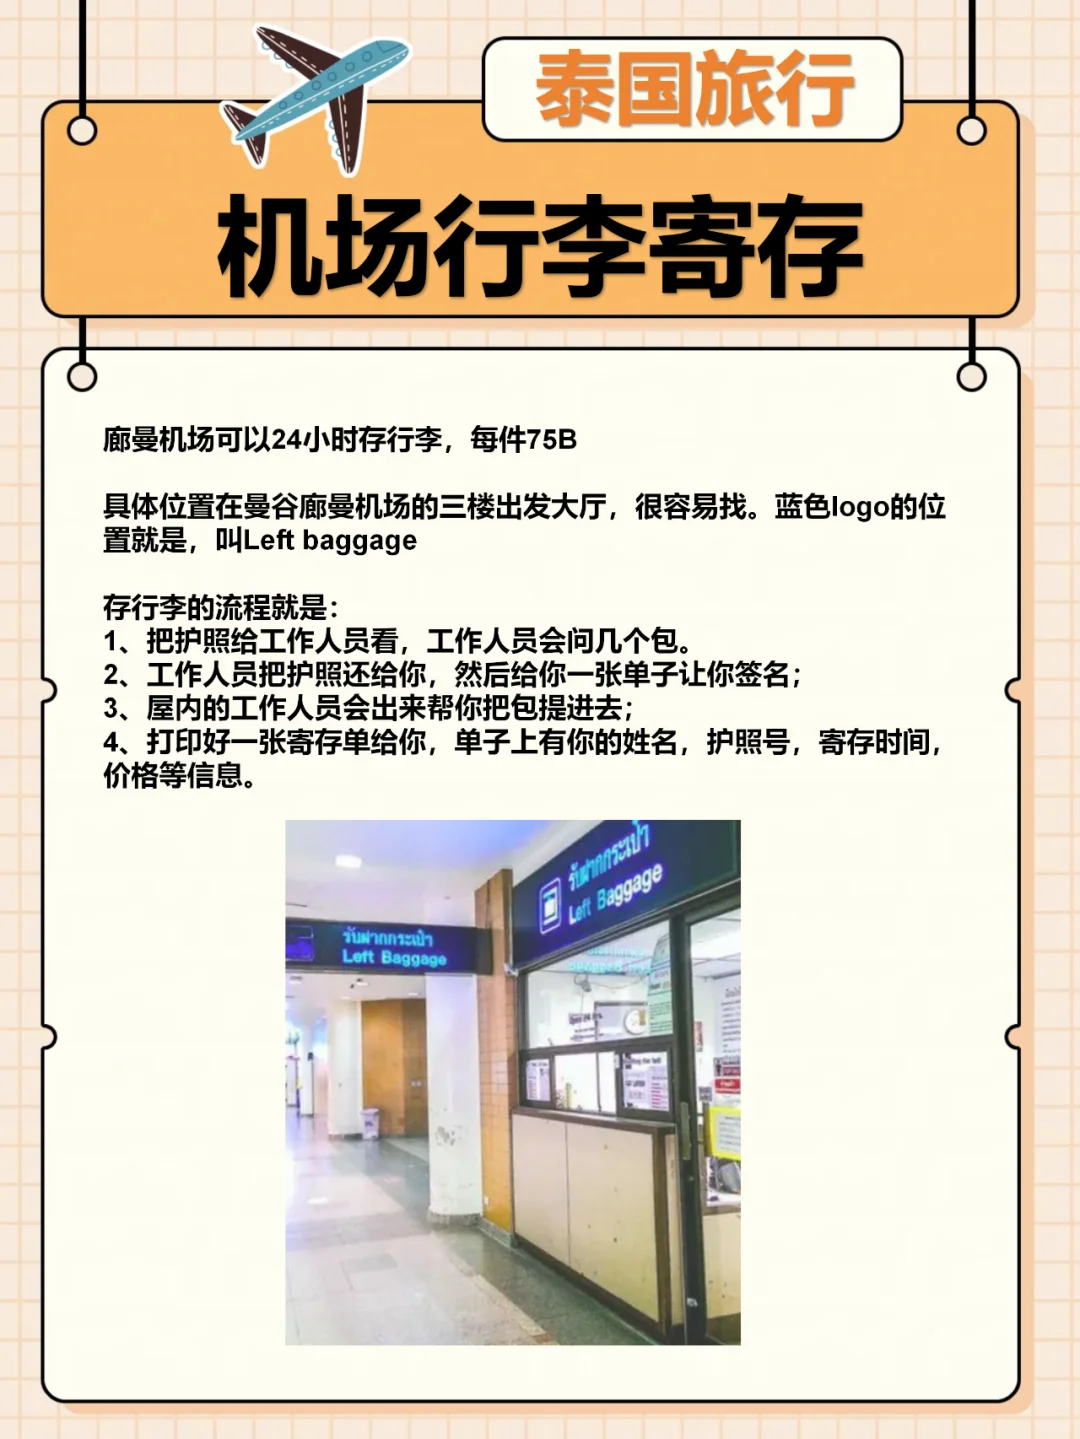 泰国旅行
机场行李寄存
廊曼机场可以24小时存行李，每件75B
具体位置在曼谷廊曼机场的三楼出发大厅，很容易找。蓝色logo的位
置就是，叫Left baggage
存行李的流程就是：
1、把护照给工作人员看，工作人员会问几个包。
2、工作人员把护照还给你，然后给你一张单子让你签名；
3、屋内的工作人员会出来帮你把包提进去；
4、打印好一张寄存单给你，单子上有你的姓名，护照号，寄存时间，
价格等信息。
รับฝากกระเป๋า
Left Baggage
รับฝากกระเป๋า
Left Baggage